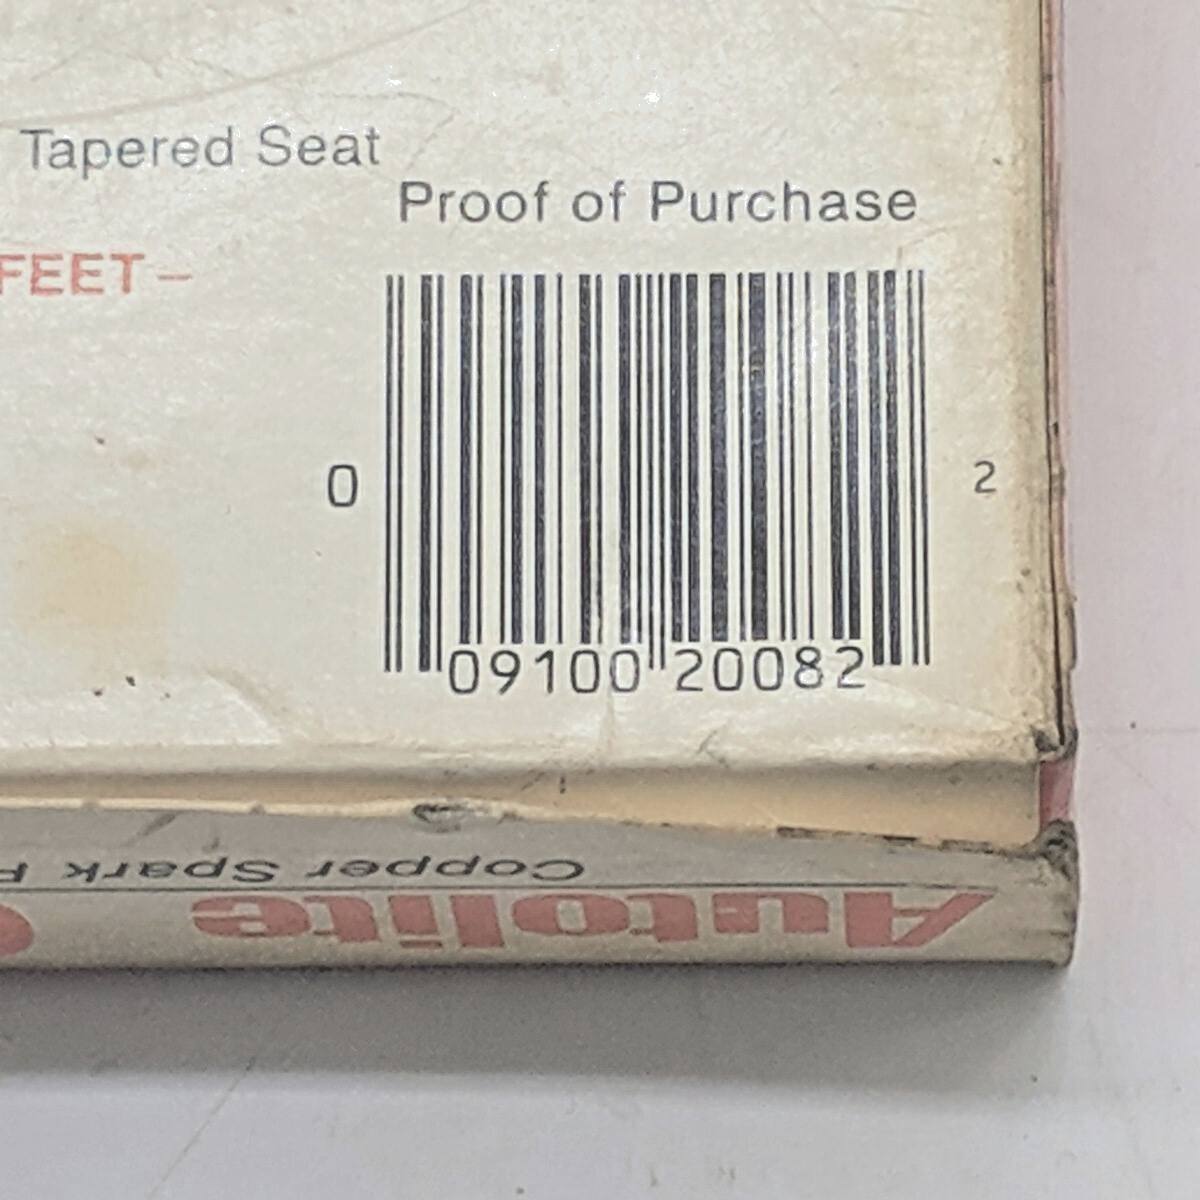 Tapered Seat
Proof of Purchase
FEET–
0 09100 20082 2
Copper Spark
Autolite